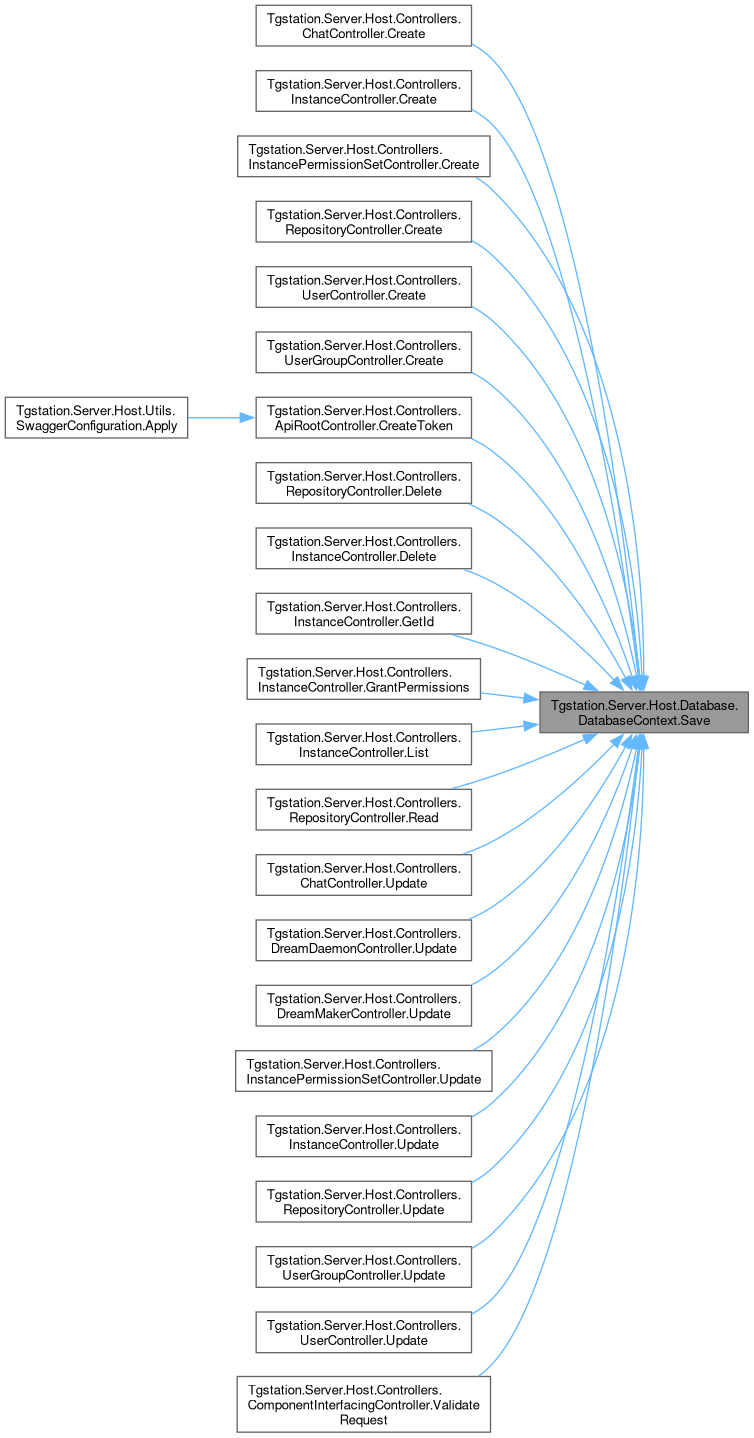 Tgstation.Server.Host.Controllers.
ChatController.Create
Tgstation.Server.Host.Controllers.
InstanceController.Create
Tgstation.Server.Host.Controllers.
InstancePermissionSetController.Create
Tgstation.Server.Host.Controllers.
RepositoryController.Create
Tgstation.Server.Host.Controllers.
UserController.Create
Tgstation.Server.Host.Controllers.
UserGroupController.Create
Tgstation.Server.Host.Utils.
SwaggerConfiguration.Apply
Tgstation.Server.Host.Controllers.
ApiRootController.CreateToken
Tgstation.Server.Host.Controllers.
RepositoryController.Delete
Tgstation.Server.Host.Controllers.
InstanceController.Delete
Tgstation.Server.Host.Controllers.
InstanceController.GetId
Tgstation.Server.Host.Controllers.
InstanceController.GrantPermissions
Tgstation.Server.Host.Database.
DatabaseContext.Save
Tgstation.Server.Host.Controllers.
InstanceController.List
Tgstation.Server.Host.Controllers.
RepositoryController.Read
Tgstation.Server.Host.Controllers.
ChatController.Update
Tgstation.Server.Host.Controllers.
DreamDaemonController.Update
Tgstation.Server.Host.Controllers.
DreamMakerController.Update
Tgstation.Server.Host.Controllers.
InstancePermissionSetController.Update
Tgstation.Server.Host.Controllers.
InstanceController.Update
Tgstation.Server.Host.Controllers.
RepositoryController.Update
Tgstation.Server.Host.Controllers.
UserGroupController.Update
Tgstation.Server.Host.Controllers.
UserController.Update
Tgstation.Server.Host.Controllers.
ComponentInterfacingController.Validate
Request